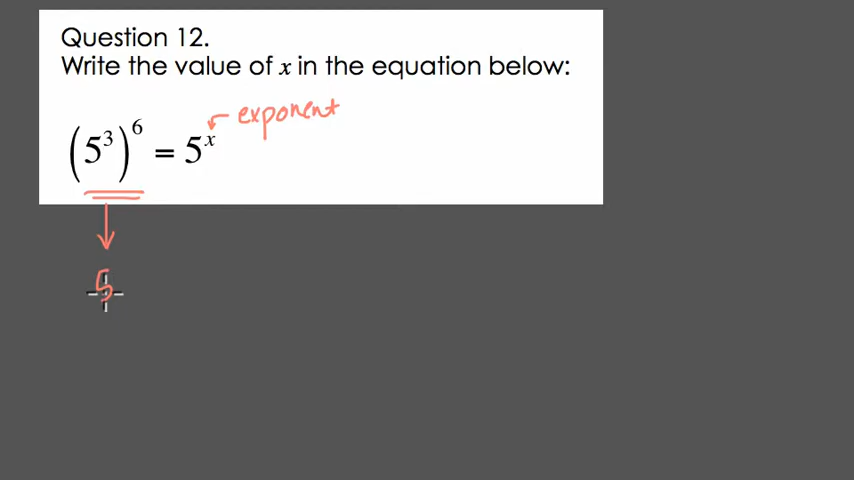 Question 12.
Write the value of x in the equation below:
(5³)⁶ = 5ˣ
exponent
5